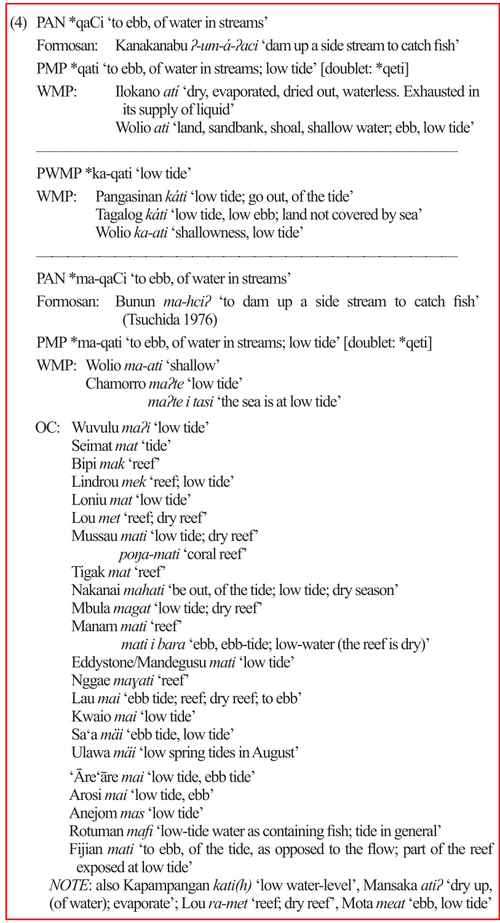 (4) PAN *qaCi ‘to ebb, of water in streams’
Formosan: Kanakanabu ʔ-um-á-ʔaci ‘dam up a side stream to catch fish’
PMP *qati ‘to ebb, of water in streams; low tide’ [doublet: *qeti]
WMP: Ilokano atí ‘dry, evaporated, dried out, waterless. Exhausted in
its supply of liquid’
Wolio ati ‘land, sandbank, shoal, shallow water; ebb, low tide’
PWMP *ka-qati ‘low tide’
WMP: Pangasinan káti ‘low tide; go out, of the tide’
Tagalog káti ‘low tide, low ebb; land not covered by sea’
Wolio ka-ati ‘shallowness, low tide’
PAN *ma-qaCi ‘to ebb, of water in streams’
Formosan: Bunun ma-hciʔ ‘to dam up a side stream to catch fish’
(Tsuchida 1976)
PMP *ma-qati ‘to ebb, of water in streams; low tide’ [doublet: *qeti]
WMP: Wolio ma-ati ‘shallow’
Chamorro maʔte ‘low tide’
maʔte i tasi ‘the sea is at low tide’
OC: Wuvulu maʔi ‘low tide’
Seimat mat ‘tide’
Bipi mak ‘reef’
Lindrou mek ‘reef; low tide’
Loniu mat ‘low tide’
Lou met ‘reef; dry reef’
Mussau mati ‘low tide; dry reef’
poŋa-mati ‘coral reef’
Tigak mat ‘reef’
Nakanai mahati ‘be out, of the tide; low tide; dry season’
Mbula magat ‘low tide; dry reef’
Manam mati ‘reef’
mati i bara ‘ebb, ebb-tide; low-water (the reef is dry)’
Eddystone/Mandegusu mati ‘low tide’
Nggae maɣati ‘reef’
Lau mai ‘ebb tide; reef; dry reef; to ebb’
Kwaio mai ‘low tide’
Sa‘a mäi ‘ebb tide, low tide’
Ulawa mäi ‘low spring tides in August’
‘Āre‘āre mai ‘low tide, ebb tide’
Arosi mai ‘low tide, ebb’
Anejom mas ‘low tide’
Rotuman mafi ‘low-tide water as containing fish; tide in general’
Fijian mati ‘to ebb, of the tide, as opposed to the flow; part of the reef
exposed at low tide’
NOTE: also Kapampangan kati(h) ‘low water-level’, Mansaka atiʔ ‘dry up,
(of water); evaporate’; Lou ra-met ‘reef; dry reef’, Mota meat ‘ebb, low tide’